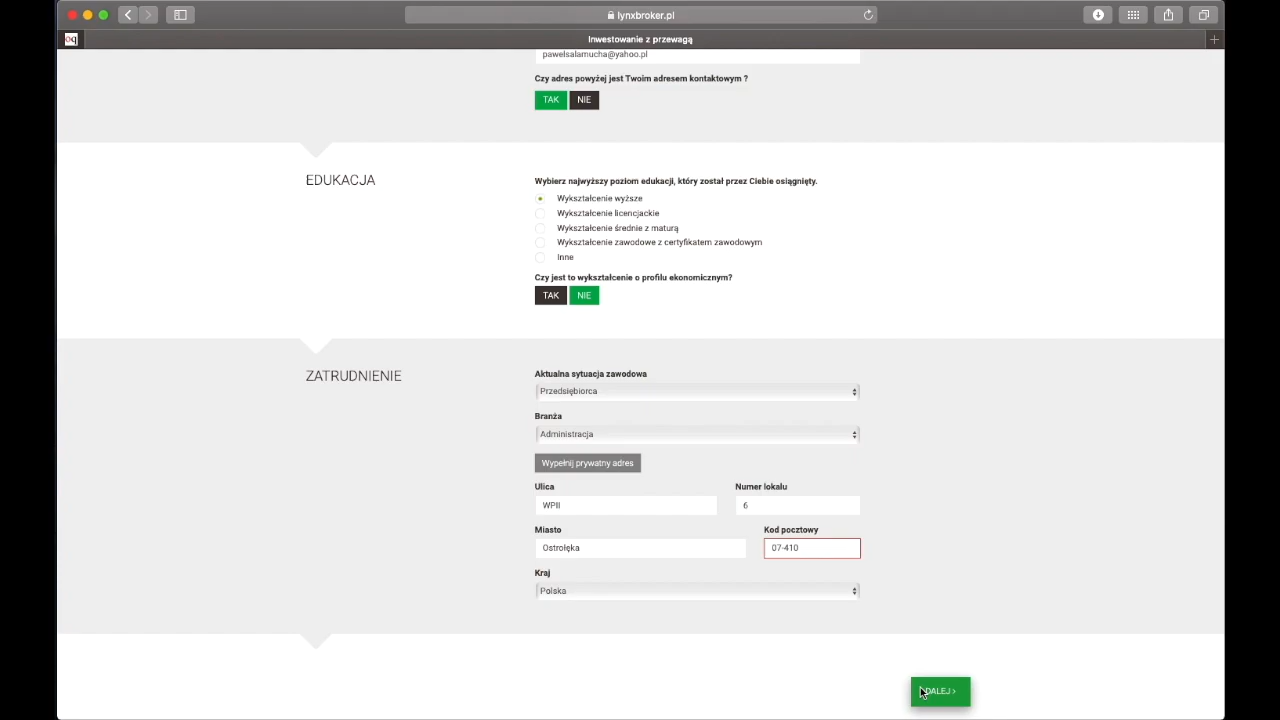 lynxbroker.pl
oq
Inwestowanie z przewagą
pawelsalamucha@yahoo.pl
Czy adres powyżej jest Twoim adresem kontaktowym ?
TAK NIE
EDUKACJA
Wybierz najwyższy poziom edukacji, który został przez Ciebie osiągnięty.
Wykształcenie wyższe
Wykształcenie licencjackie
Wykształcenie średnie z maturą
Wykształcenie zawodowe z certyfikatem zawodowym
Inne
Czy jest to wykształcenie o profilu ekonomicznym?
TAK NIE
ZATRUDNIENIE
Aktualna sytuacja zawodowa
Przedsiębiorca
Branża
Administracja
Wypełnij prywatny adres
Ulica Numer lokalu
WPII 6
Miasto Kod pocztowy
Ostrołęka 07-410
Kraj
Polska
DALEJ >